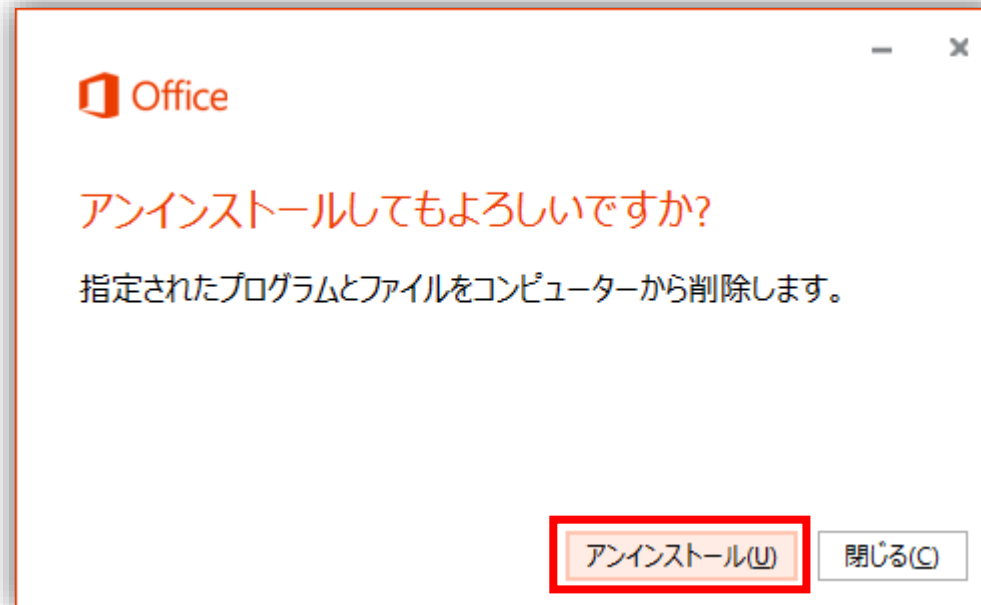 Office
アンインストールしてもよろしいですか?
指定されたプログラムとファイルをコンピューターから削除します。
アンインストール(U) 閉じる(C)